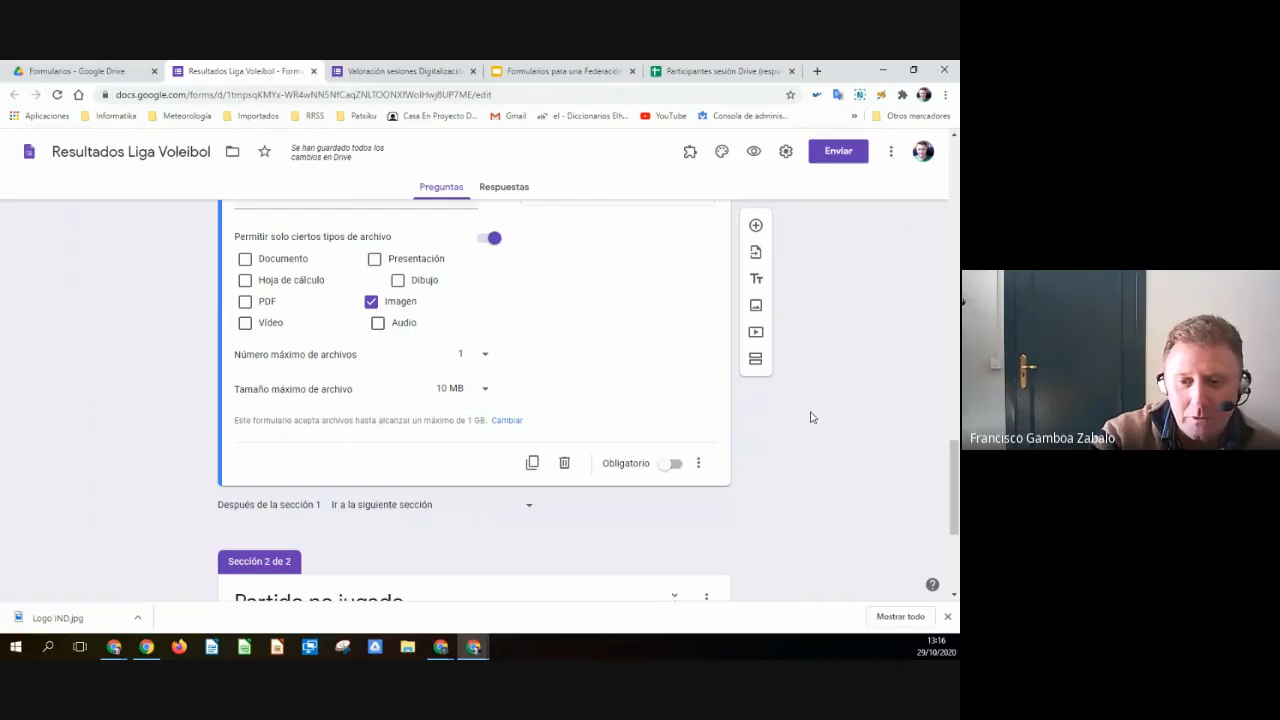 Formularios - Google Drive
Resultados Liga Voleibol - Formu
Valoración sesiones Digitalizació
Formularios para una Federación
Participantes sesión Drive (respu
docs.google.com/forms/d/1tmpsqKMYx-WR4wNN5NfCaqZNLTOONXfWoIHwj8UP7ME/edit
Aplicaciones
Informatika
Meteorología
Importados
RRSS
Patxiku
Casa En Proyecto D...
Gmail
el - Diccionarios Elh...
YouTube
Consola de adminis...
»
Otros marcadores
Resultados Liga Voleibol
Se han guardado todos los
cambios en Drive
Enviar
Preguntas
Respuestas
Permitir solo ciertos tipos de archivo
Documento
Presentación
Hoja de cálculo
Dibujo
PDF
Imagen
Vídeo
Audio
Número máximo de archivos
1
Tamaño máximo de archivo
10 MB
Este formulario acepta archivos hasta alcanzar un máximo de 1 GB. Cambiar
Obligatorio
Después de la sección 1 Ir a la siguiente sección
Sección 2 de 2
Partido no jugado
Logo IND.jpg
Mostrar todo
13:16
29/10/2020
Francisco Gamboa Zabalo